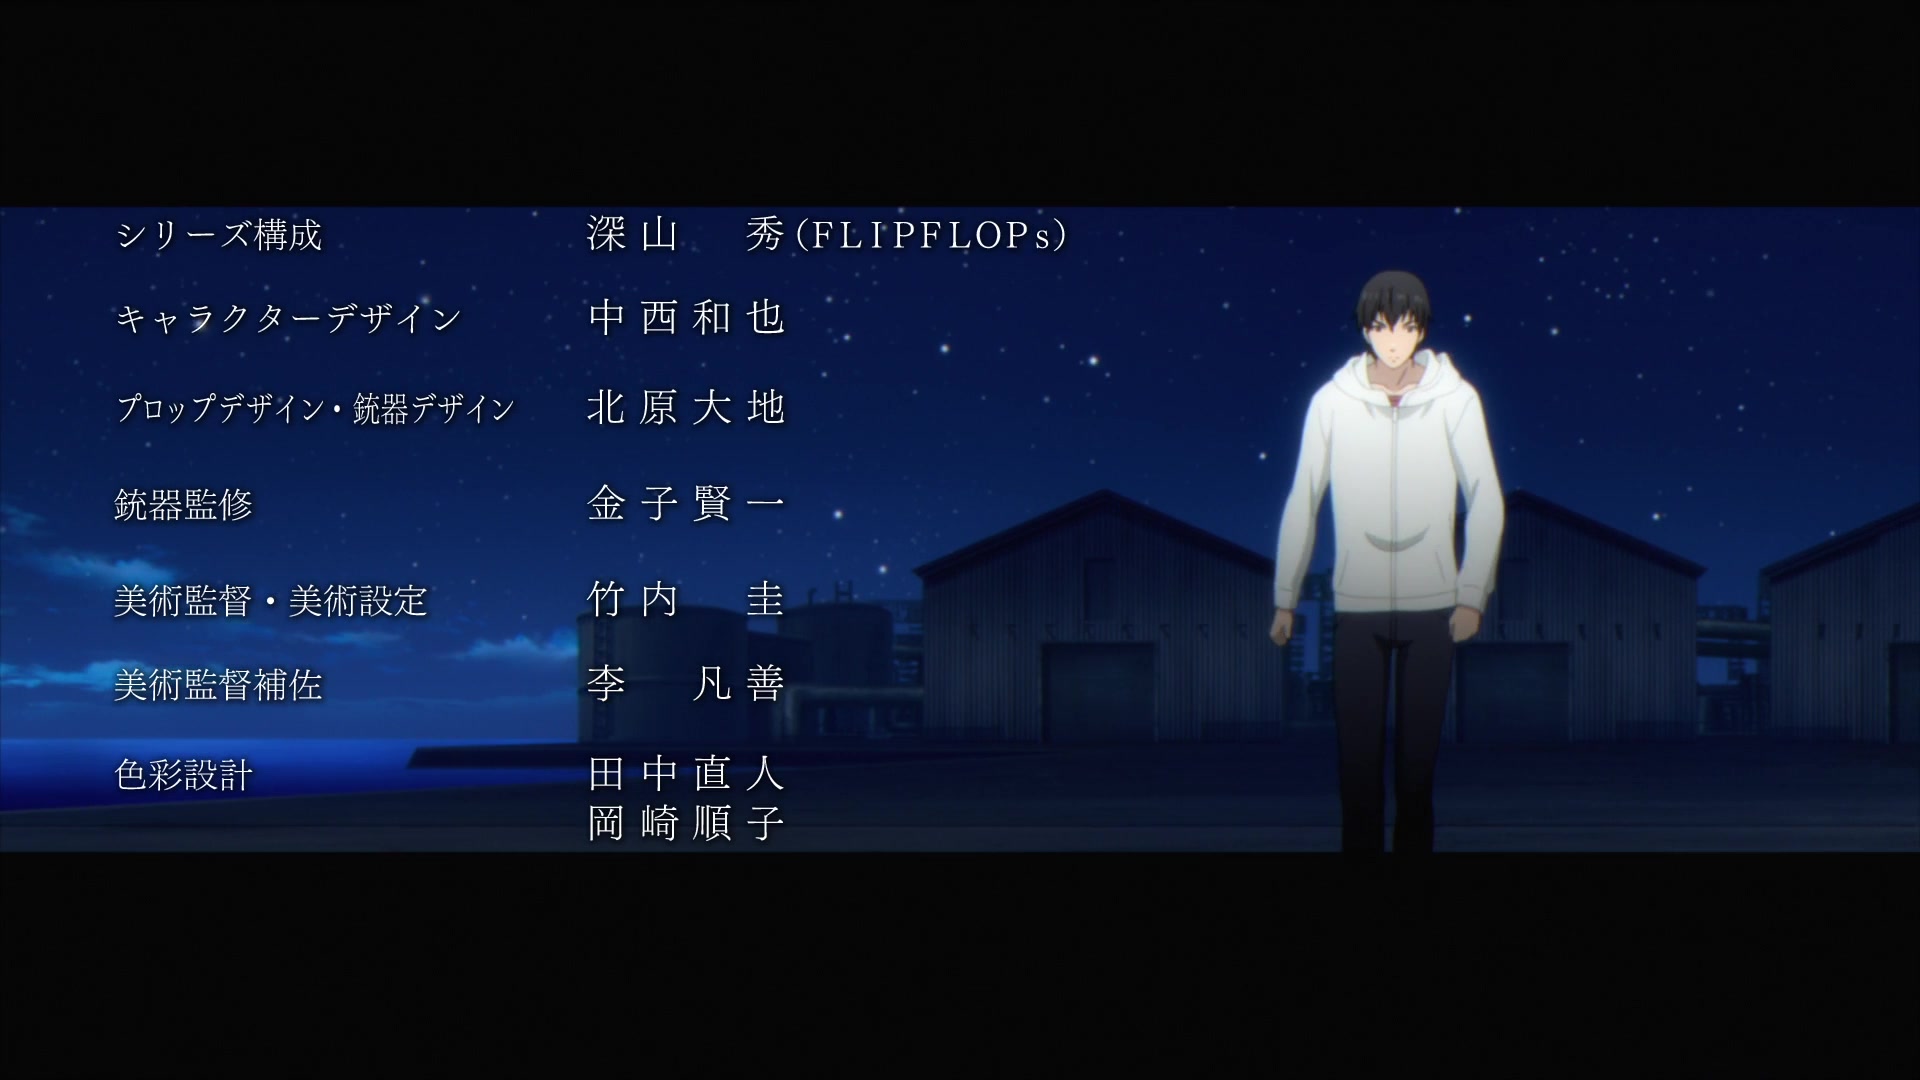 シリーズ構成 深山 秀(FLIPFLOPs)
キャラクターデザイン 中西和也
プロップデザイン・銃器デザイン 北原大地
銃器監修 金子賢一
美術監督・美術設定 竹内 圭
美術監督補佐 李 凡善
色彩設計 田中直人
岡崎順子